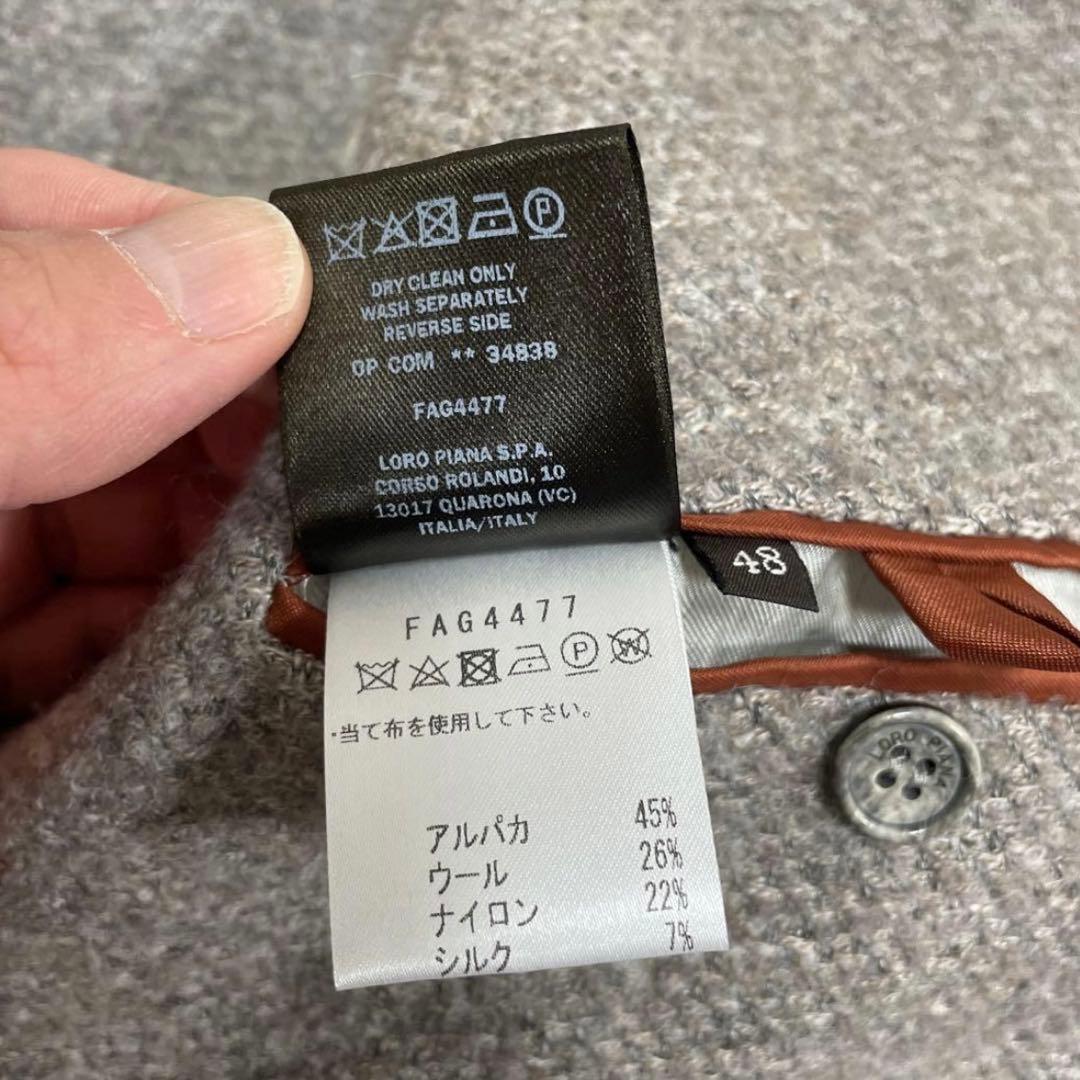 P
DRY CLEAN ONLY
WASH SEPARATELY
REVERSE SIDE
OP COM ** 34838
FAG4477
LORO PIANA S.P.A.
CORSO ROLANDI, 10
13017 QUARONA (VC)
ITALIA/ITALY
48
FAG4477
P W
・当て布を使用して下さい。
LORO PIANA
アルパカ 45%
ウール 26%
ナイロン 22%
シルク 7%